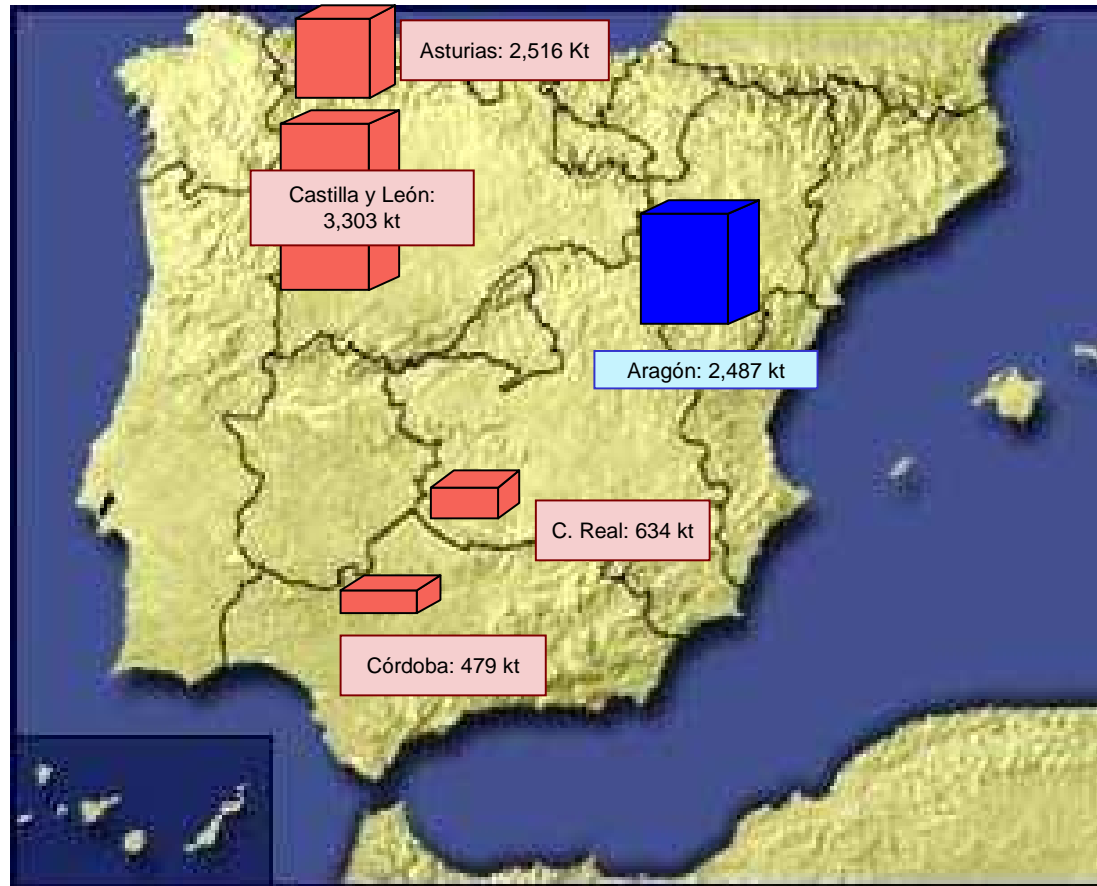 Asturias: 2,516 Kt
Castilla y León:
3,303 kt
Aragón: 2,487 kt
C. Real: 634 kt
Córdoba: 479 kt